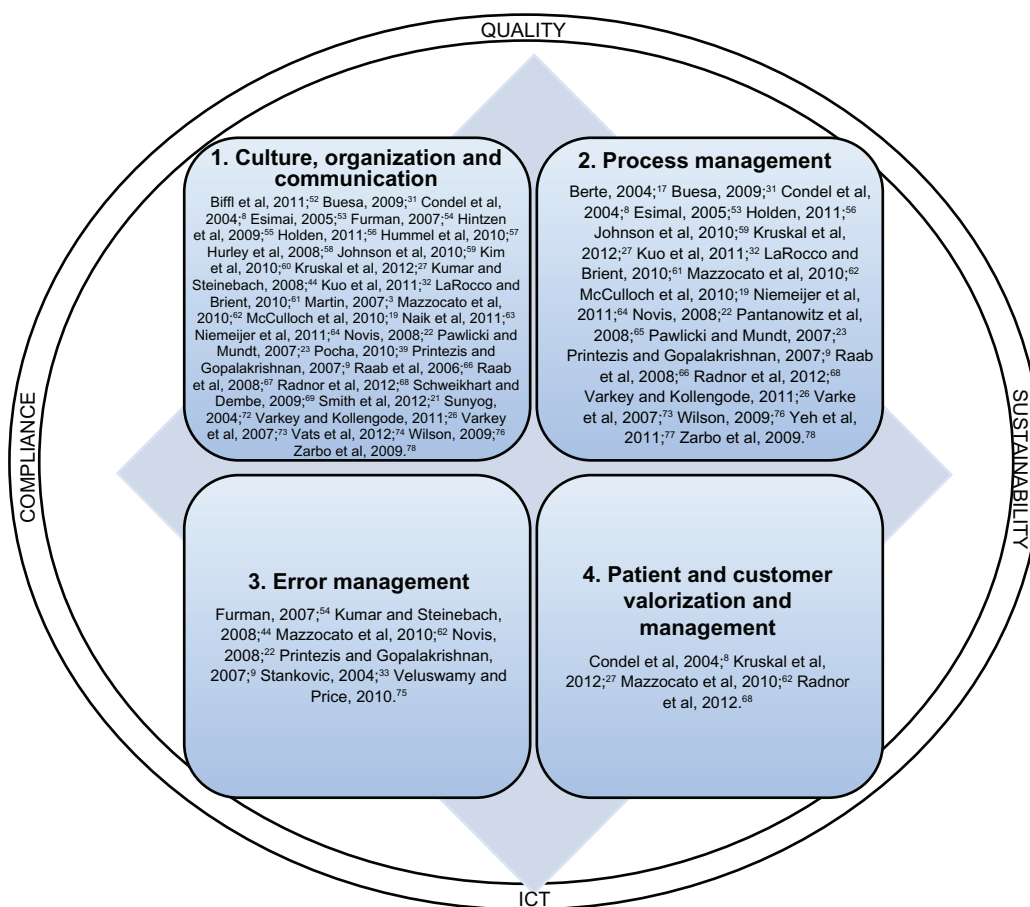 QUALITY
1. Culture, organization and
communication
Biffl et al, 2011;52 Buesa, 2009;31 Condel et al,
2004;8 Esimai, 2005;53 Furman, 2007;54 Hintzen
et al, 2009;55 Holden, 2011;56 Hummel et al, 2010;57
Hurley et al, 2008;58 Johnson et al, 2010;59 Kim
et al, 2010;60 Kruskal et al, 2012;27 Kumar and
Steinebach, 2008;44 Kuo et al, 2011;32 LaRocco and
Brient, 2010;61 Martin, 2007;3 Mazzocato et al,
2010;62 McCulloch et al, 2010;19 Naik et al, 2011;63
Niemeijer et al, 2011;64 Novis, 2008;22 Pawlicki and
Mundt, 2007;23 Pocha, 2010;39 Printezis and
Gopalakrishnan, 2007;9 Raab et al, 2006;66 Raab
et al, 2008;67 Radnor et al, 2012;68 Schweikhart and
Dembe, 2009;69 Smith et al, 2012;21 Sunyog,
2004;72 Varkey and Kollengode, 2011;26 Varkey
et al, 2007;73 Vats et al, 2012;74 Wilson, 2009;76
Zarbo et al, 2009.78
2. Process management
Berte, 2004;17 Buesa, 2009;31 Condel et al,
2004;8 Esimal, 2005;53 Holden, 2011;56
Johnson et al, 2010;59 Kruskal et al,
2012;27 Kuo et al, 2011;32 LaRocco and
Brient, 2010;61 Mazzocato et al, 2010;62
McCulloch et al, 2010;19 Niemeijer et al,
2011;64 Novis, 2008;22 Pantanowitz et al,
2008;65 Pawlicki and Mundt, 2007;23
Printezis and Gopalakrishnan, 2007;9 Raab
et al, 2008;66 Radnor et al, 2012;68
Varkey and Kollengode, 2011;26 Varke
et al, 2007;73 Wilson, 2009;76 Yeh et al,
2011;77 Zarbo et al, 2009.78
COMPLIANCE
SUSTAINABILITY
3. Error management
Furman, 2007;54 Kumar and Steinebach,
2008;44 Mazzocato et al, 2010;62 Novis,
2008;22 Printezis and Gopalakrishnan,
2007;9 Stankovic, 2004;33 Veluswamy and
Price, 2010.75
4. Patient and customer
valorization and
management
Condel et al, 2004;8 Kruskal et al,
2012;27 Mazzocato et al, 2010;62 Radnor
et al, 2012.68
ICT